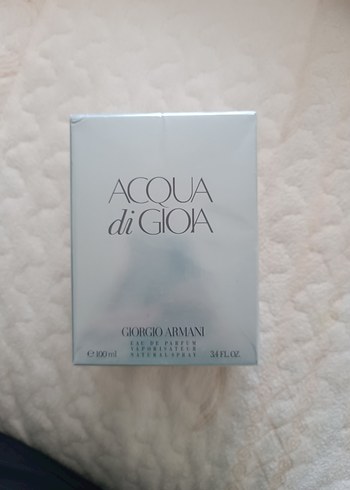 ACQUA
di GIOIA
GIORGIO ARMANI
EAU DE PARFUM
VAPORISATEUR
NATURAL SPRAY
e 100 ml
3.4 FL. OZ.